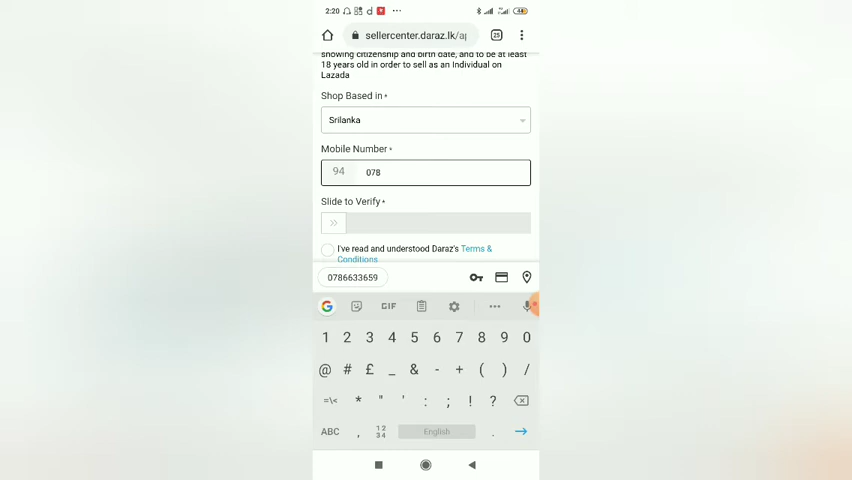 2:20 d
sellercenter.daraz.lk/ap
25
showing citizenship and birth date, and to be at least
18 years old in order to sell as an Individual on
Lazada
Shop Based in *
Srilanka
Mobile Number *
94 078
Slide to Verify *
I've read and understood Daraz's Terms &
Conditions
0786633659
G GIF
1 2 3 4 5 6 7 8 9 0
@ # £ _ & - + ( ) /
=\< * " ' : ; ! ?
ABC , 12 34 English .